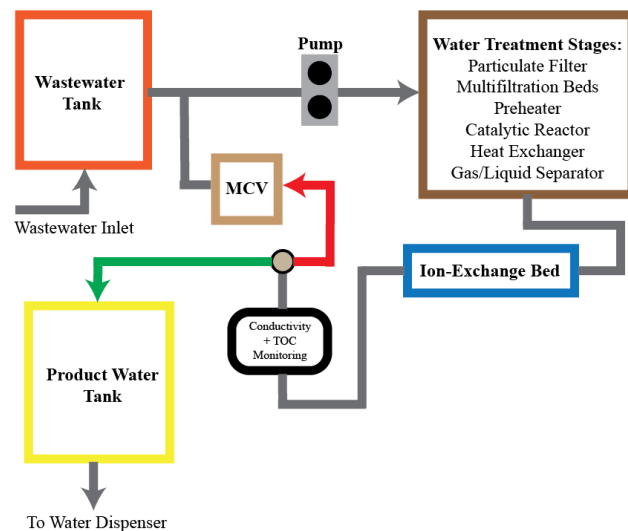 Wastewater
Tank
Pump
Water Treatment Stages:
Particulate Filter
Multifiltration Beds
Preheater
Catalytic Reactor
Heat Exchanger
Gas/Liquid Separator
MCV
Wastewater Inlet
Ion-Exchange Bed
Conductivity
+ TOC
Monitoring
Product Water
Tank
To Water Dispenser